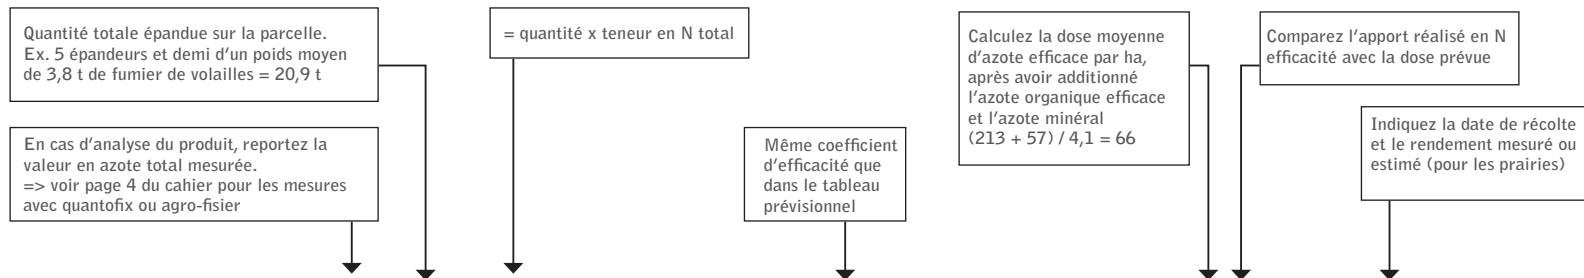 Quantité totale épandue sur la parcelle.
Ex. 5 épandeurs et demi d'un poids moyen
de 3,8 t de fumier de volailles = 20,9 t
En cas d'analyse du produit, reportez la
valeur en azote total mesurée.
=> voir page 4 du cahier pour les mesures
avec quantofix ou agro-fisier
= quantité x teneur en N total
Même coefficient
d'efficacité que
dans le tableau
prévisionnel
Calculez la dose moyenne
d'azote efficace par ha,
après avoir additionné
l'azote organique efficace
et l'azote minéral
(213 + 57) / 4,1 = 66
Comparez l'apport réalisé en N
efficacité avec la dose prévue
Indiquez la date de récolte
et le rendement mesuré ou
estimé (pour les prairies)